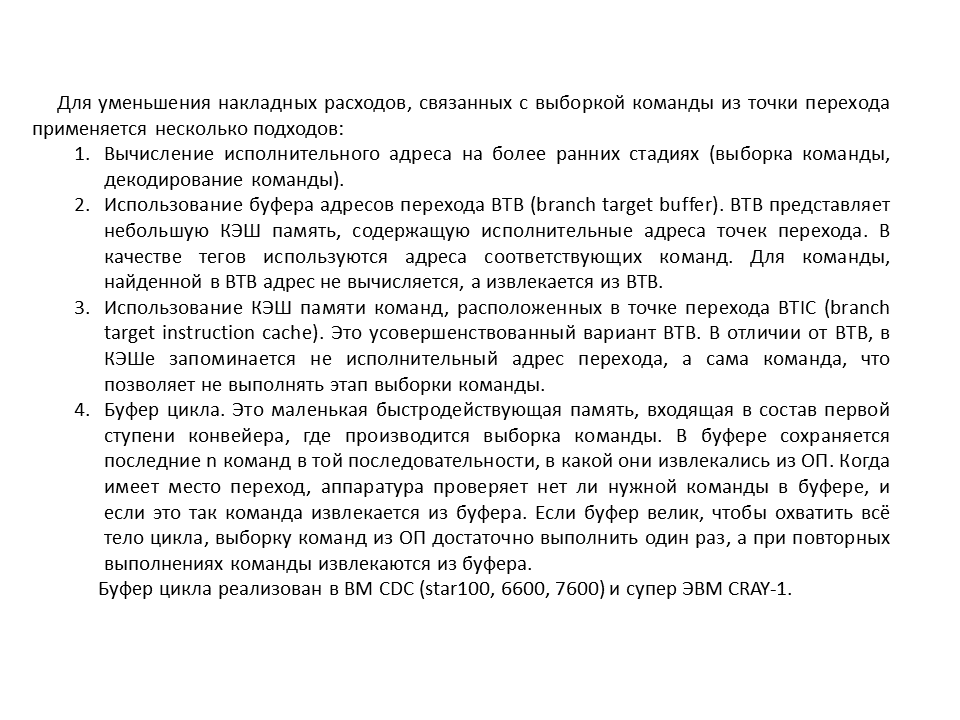 Для уменьшения накладных расходов, связанных с выборкой команды из точки перехода
применяется несколько подходов:
1. Вычисление исполнительного адреса на более ранних стадиях (выборка команды,
декодирование команды).
2. Использование буфера адресов перехода BTB (branch target buffer). BTB представляет
небольшую КЭШ память, содержащую исполнительные адреса точек перехода. В
качестве тегов используются адреса соответствующих команд. Для команды,
найденной в BTB адрес не вычисляется, а извлекается из BTB.
3. Использование КЭШ памяти команд, расположенных в точке перехода BTIC (branch
target instruction cache). Это усовершенствованный вариант BTB. В отличии от BTB, в
КЭШе запоминается не исполнительный адрес перехода, а сама команда, что
позволяет не выполнять этап выборки команды.
4. Буфер цикла. Это маленькая быстродействующая память, входящая в состав первой
ступени конвейера, где производится выборка команды. В буфере сохраняется
последние n команд в той последовательности, в какой они извлекались из ОП. Когда
имеет место переход, аппаратура проверяет нет ли нужной команды в буфере, и
если это так команда извлекается из буфера. Если буфер велик, чтобы охватить всё
тело цикла, выборку команд из ОП достаточно выполнить один раз, а при повторных
выполнениях команды извлекаются из буфера.
Буфер цикла реализован в ВМ CDC (star100, 6600, 7600) и супер ЭВМ CRAY-1.